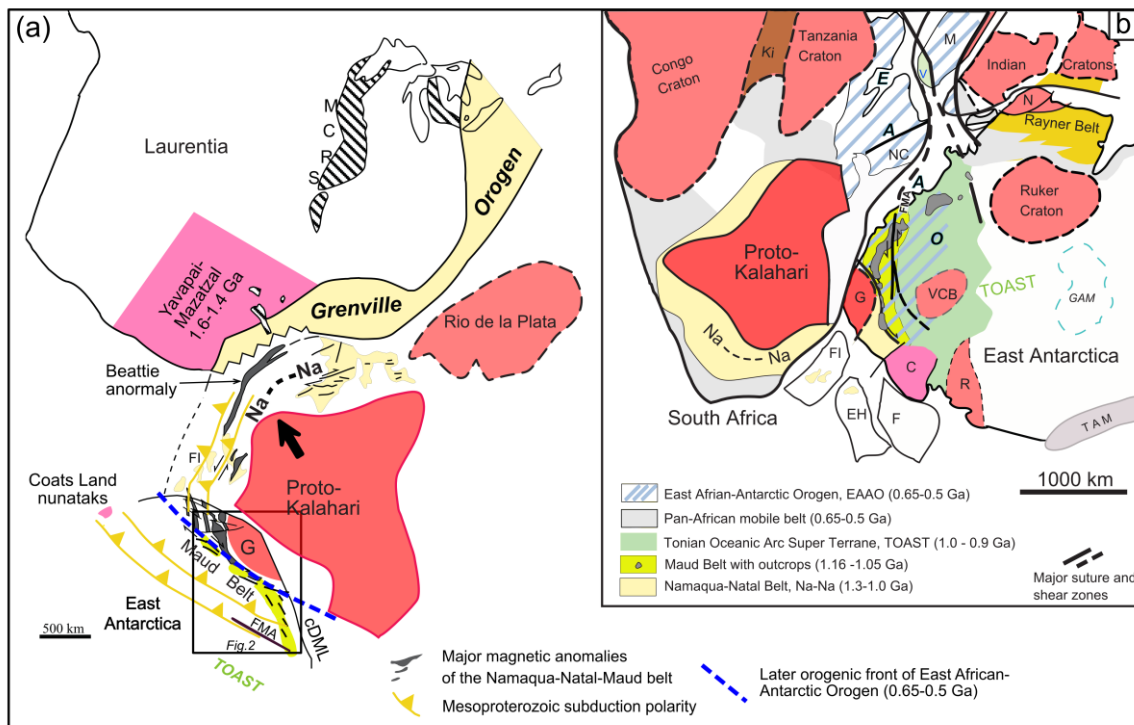 (a)
Laurentia
M
C
R
S
Orogen
Grenville
Yavapai-
Mazatzal
1.6-1.4 Ga
Rio de la Plata
Beattie
anormaly
Na
Na
FI
Proto-
Kalahari
Coats Land
nunataks
G
Maud
Belt
East
Antarctica
FMA
cDML
Fig.2
500 km
TOAST
Major magnetic anomalies
of the Namaqua-Natal-Maud belt
Mesoproterozoic subduction polarity
Later orogenic front of East African-
Antarctic Orogen (0.65-0.5 Ga)
b
Congo
Craton
Ki
Tanzania
Craton
M
V
E
A
NC
Indian
Cratons
N
Rayner Belt
A
FMA
Ruker
Craton
O
Proto-
Kalahari
G
VCB
TOAST
GAM
Na
Na
FI
C
East Antarctica
R
South Africa
EH
F
TAM
1000 km
East Afrian-Antarctic Orogen, EAAO (0.65-0.5 Ga)
Pan-African mobile belt (0.65-0.5 Ga)
Tonian Oceanic Arc Super Terrane, TOAST (1.0 - 0.9 Ga)
Maud Belt with outcrops (1.16 -1.05 Ga)
Namaqua-Natal Belt, Na-Na (1.3-1.0 Ga)
Major suture and
shear zones